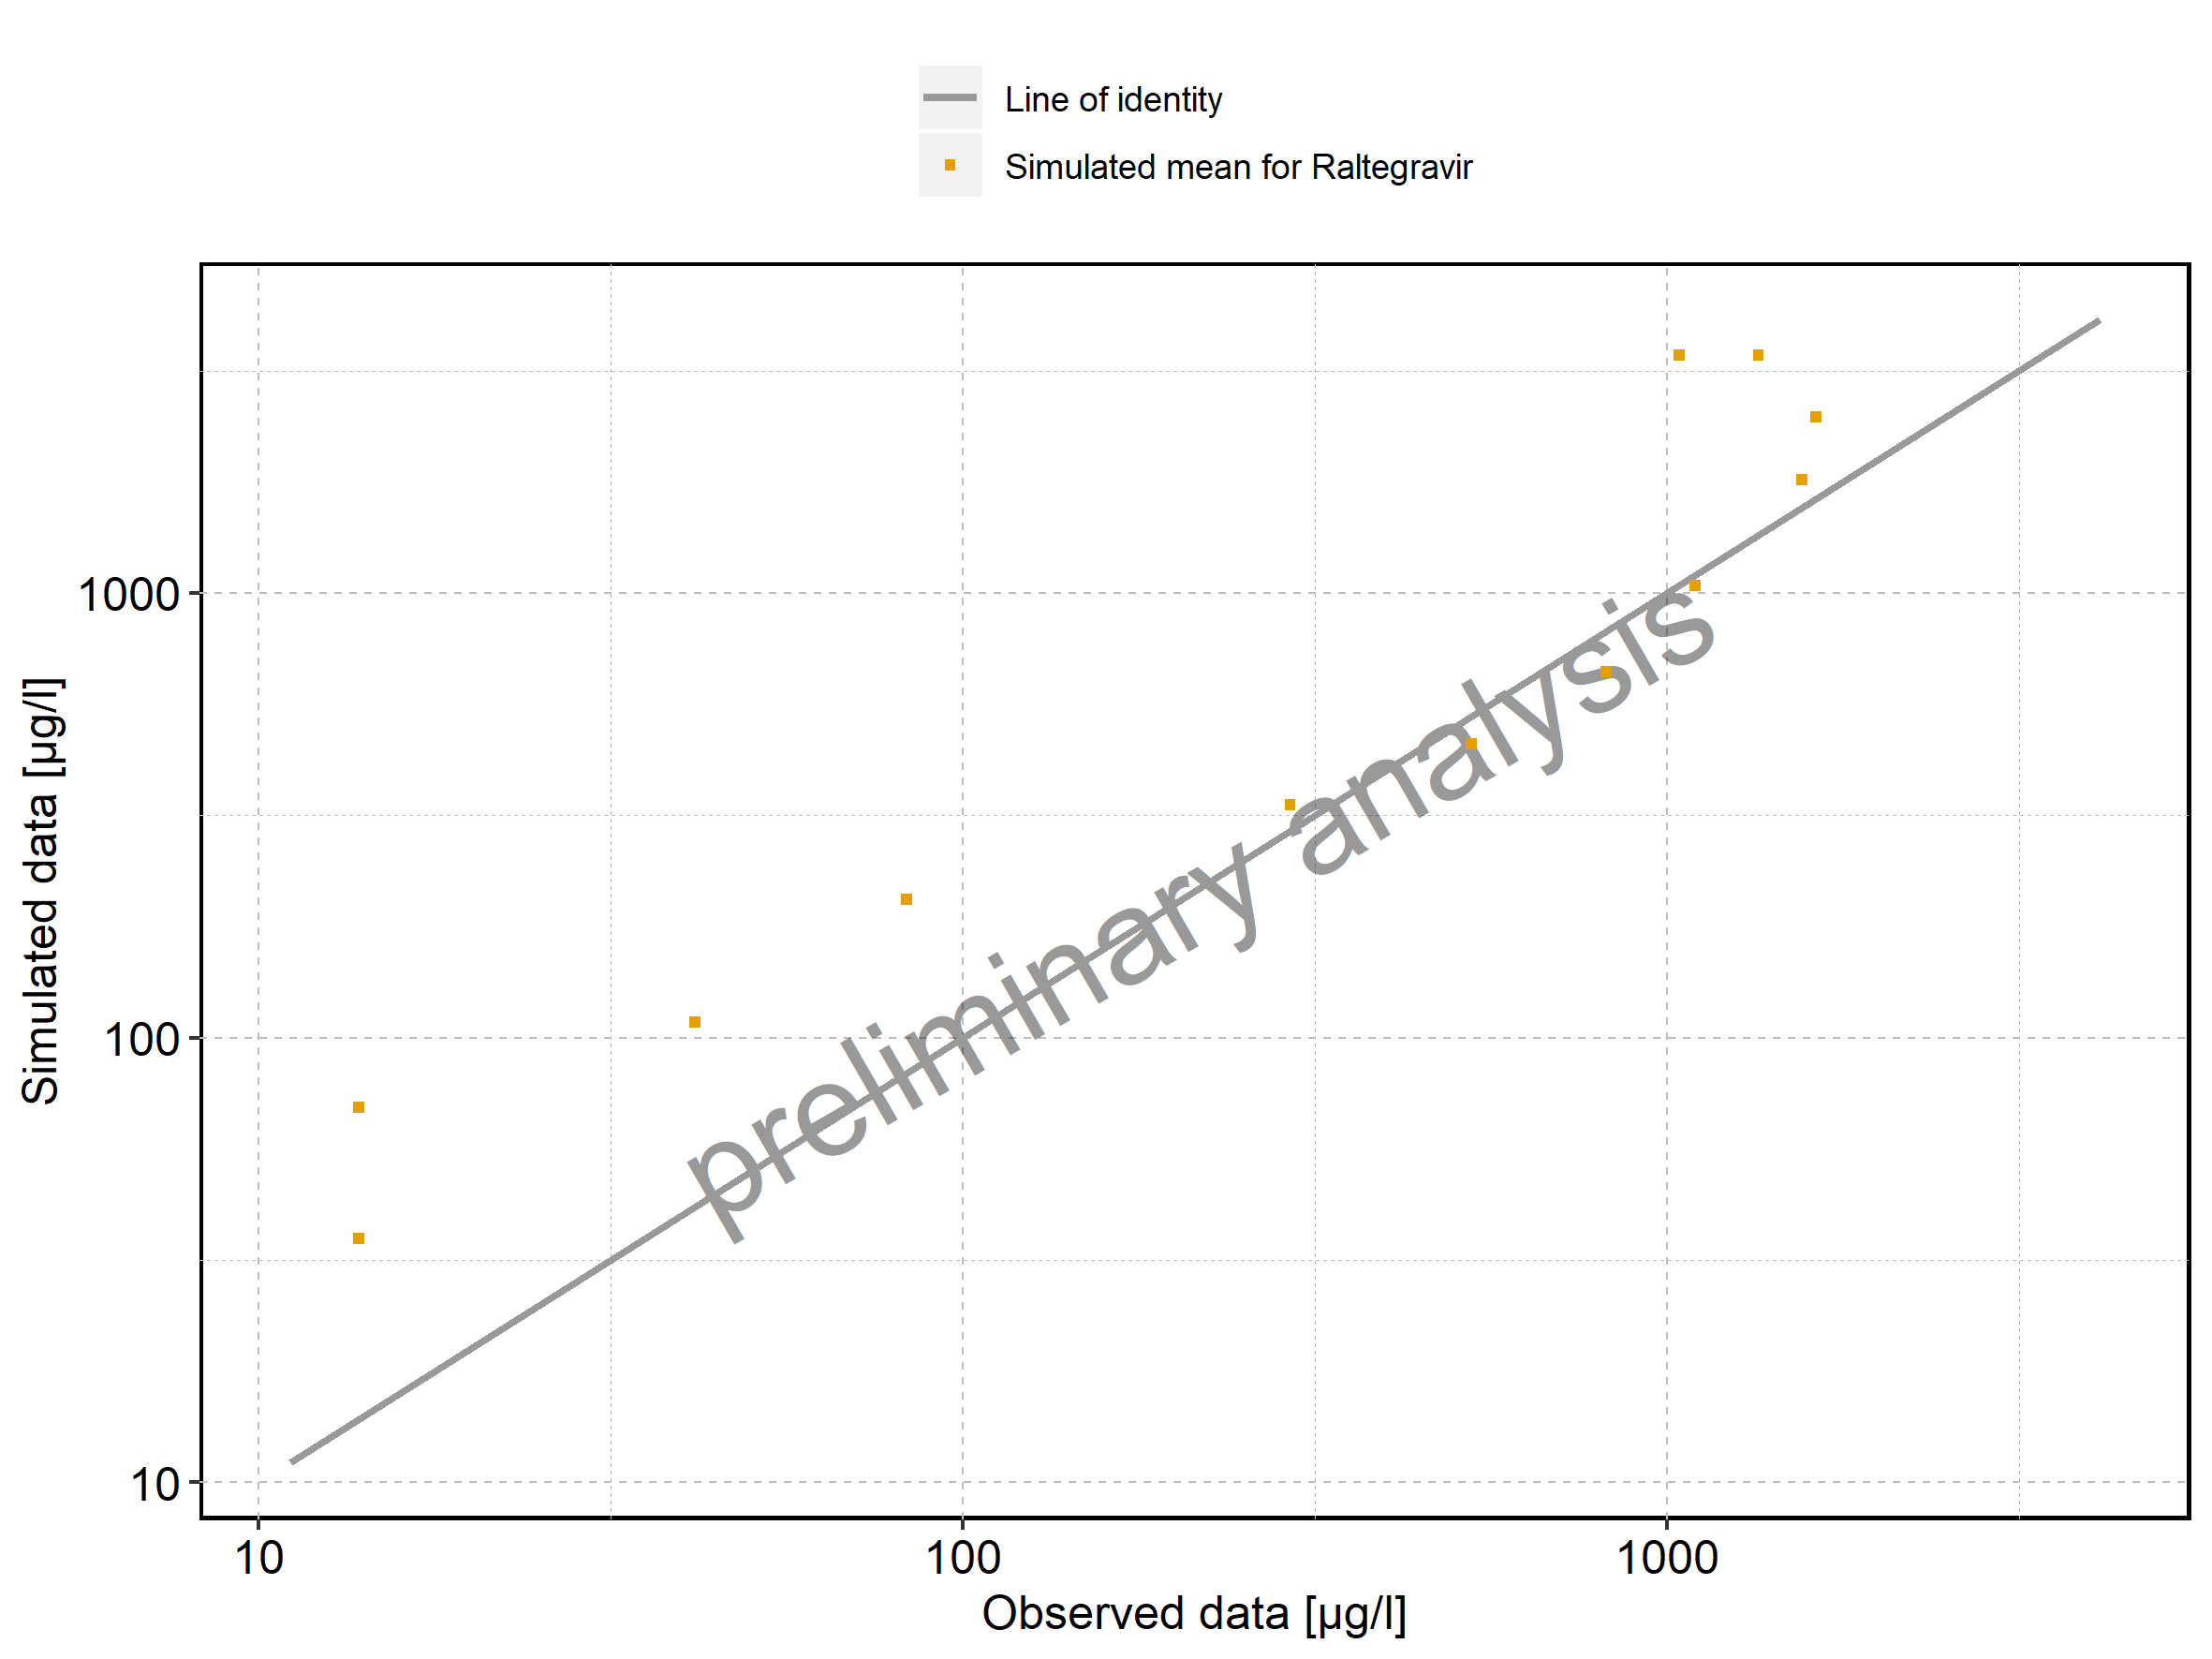 Line of identity
Simulated mean for Raltegravir
1000
100
10
Simulated data [µg/l]
preliminary analysis
10
100
1000
Observed data [µg/l]